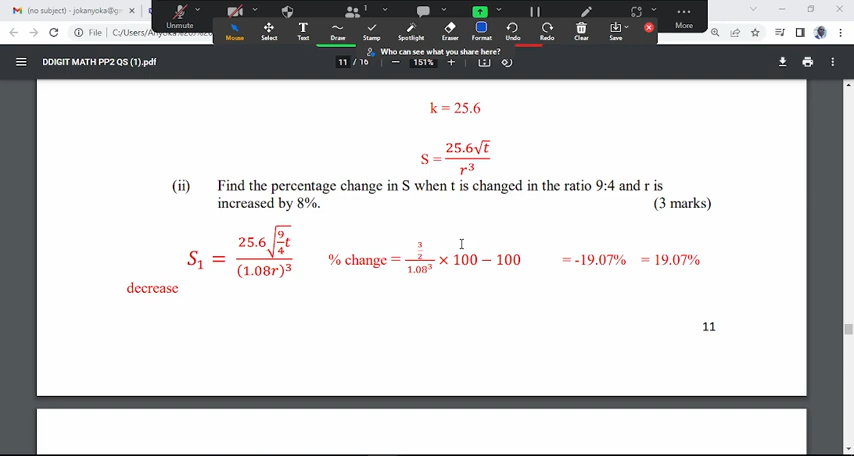 (no subject) - jokanyoka@g
Unmute
1
More
File C:/Users/An
Mouse Select Text Draw Stamp Spotlight Eraser Format Undo Redo Clear Save
Who can see what you share here?
DDIGIT MATH PP2 QS (1).pdf
11 / 16 — 151% +
k = 25.6
S = 25.6√t / r³
(ii) Find the percentage change in S when t is changed in the ratio 9:4 and r is
increased by 8%. (3 marks)
S₁ = 25.6√(9/4 t) / (1.08r)³ % change = (3/2) / 1.08³ × 100 − 100 = -19.07% = 19.07%
decrease
11